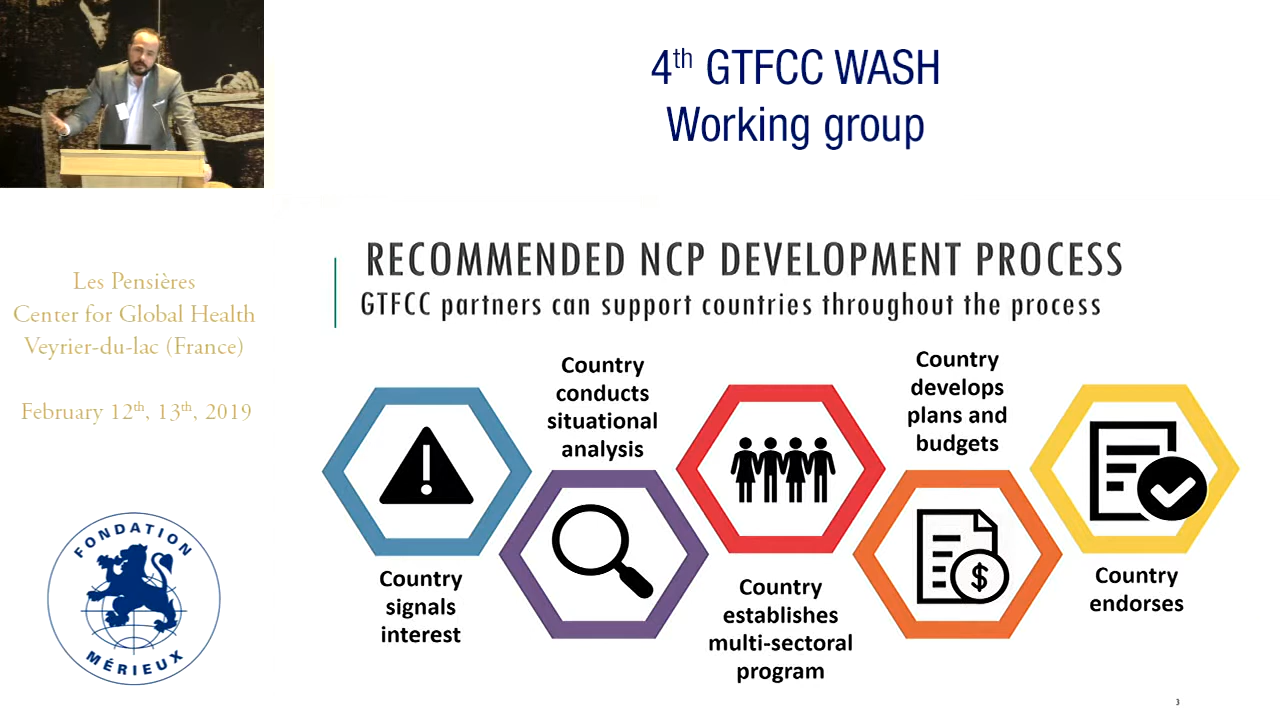 4th GTFCC WASH
Working group
Les Pensières
Center for Global Health
Veyrier-du-lac (France)
February 12th, 13th, 2019
FONDATION
MÉRIEUX
RECOMMENDED NCP DEVELOPMENT PROCESS
GTFCC partners can support countries throughout the process
Country
signals
interest
Country
conducts
situational
analysis
Country
establishes
multi-sectoral
program
Country
develops
plans and
budgets
$
Country
endorses
3